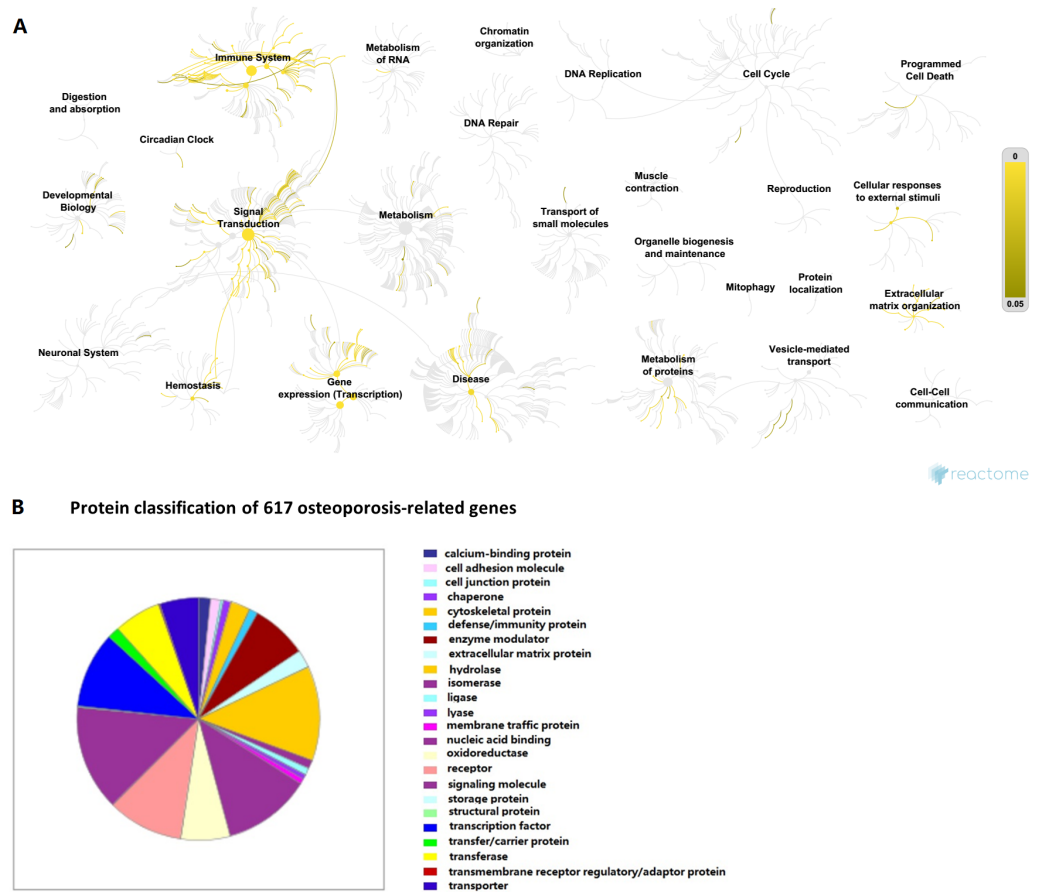 A
Immune System
Metabolism
of RNA
Chromatin
organization
DNA Replication
Cell Cycle
Programmed
Cell Death
Digestion
and absorption
Circadian Clock
DNA Repair
0
Developmental
Biology
Signal
Transduction
Metabolism
Transport of
small molecules
Muscle
contraction
Reproduction
Cellular responses
to external stimuli
Organelle biogenesis
and maintenance
Mitophagy
Protein
localization
Extracellular
matrix organization
0.05
Neuronal System
Hemostasis
Gene
expression (Transcription)
Disease
Metabolism
of proteins
Vesicle-mediated
transport
Cell-Cell
communication
reactome
B
Protein classification of 617 osteoporosis-related genes
calcium-binding protein
cell adhesion molecule
cell junction protein
chaperone
cytoskeletal protein
defense/immunity protein
enzyme modulator
extracellular matrix protein
hydrolase
isomerase
ligase
lyase
membrane traffic protein
nucleic acid binding
oxidoreductase
receptor
signaling molecule
storage protein
structural protein
transcription factor
transfer/carrier protein
transferase
transmembrane receptor regulatory/adaptor protein
transporter